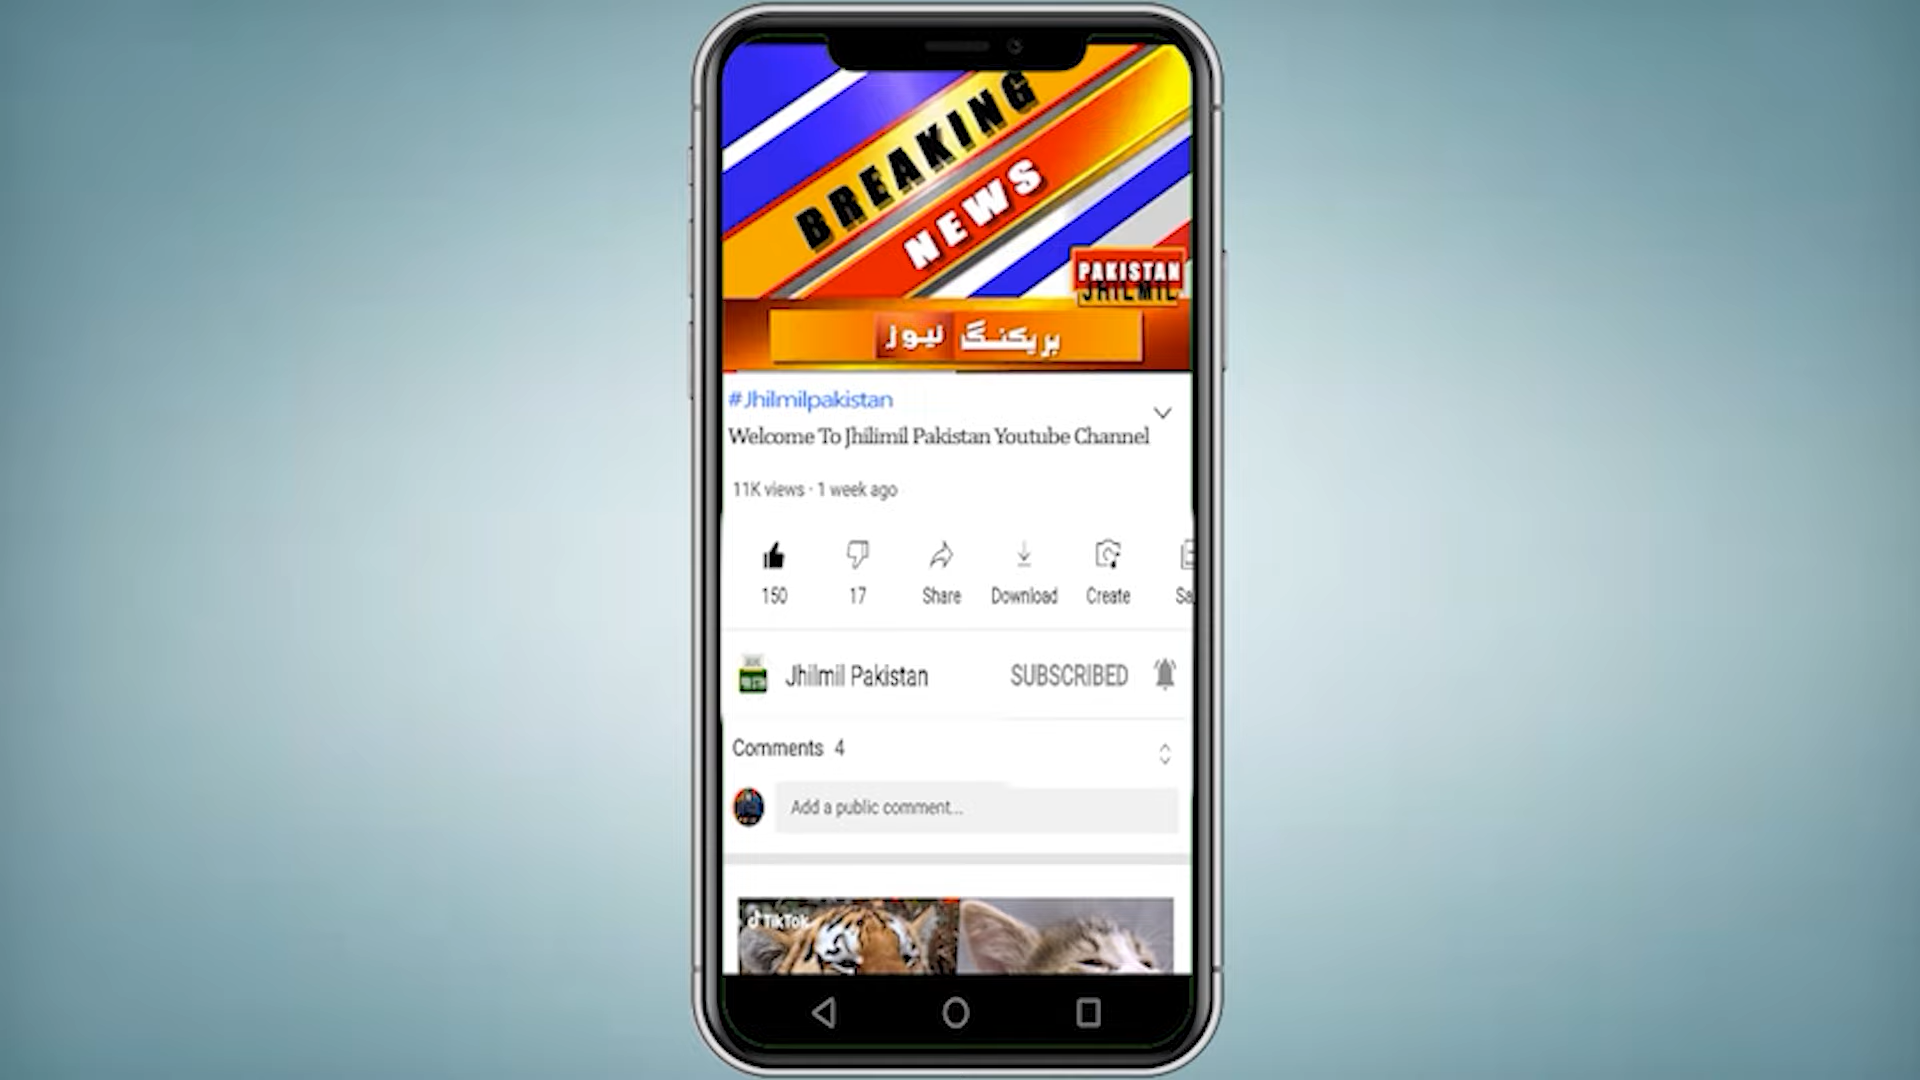 BREAKING
NEWS
PAKISTAN
JHILMIL
بریکنگ نیوز
#Jhilmilpakistan
Welcome To Jhilimil Pakistan Youtube Channel
11K views · 1 week ago
150
17
Share
Download
Create
Sa
Jhilmil Pakistan
SUBSCRIBED
Comments 4
Add a public comment...
TikTok